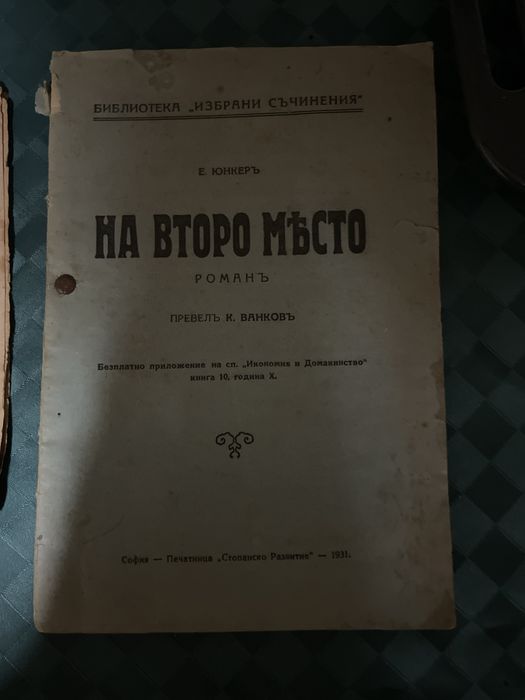 БИБЛИОТЕКА „ИЗБРАНИ СЪЧИНЕНИЯ"
Е. ЮНКЕРЪ
НА ВТОРО МѢСТО
РОМАНЪ
ПРЕВЕЛЪ К. ВАНКОВЪ
Безплатно приложение на сп. „Икономия и Домакинство"
книга 10, година X.
София — Печатница „Стопанско Развитие" — 1931.